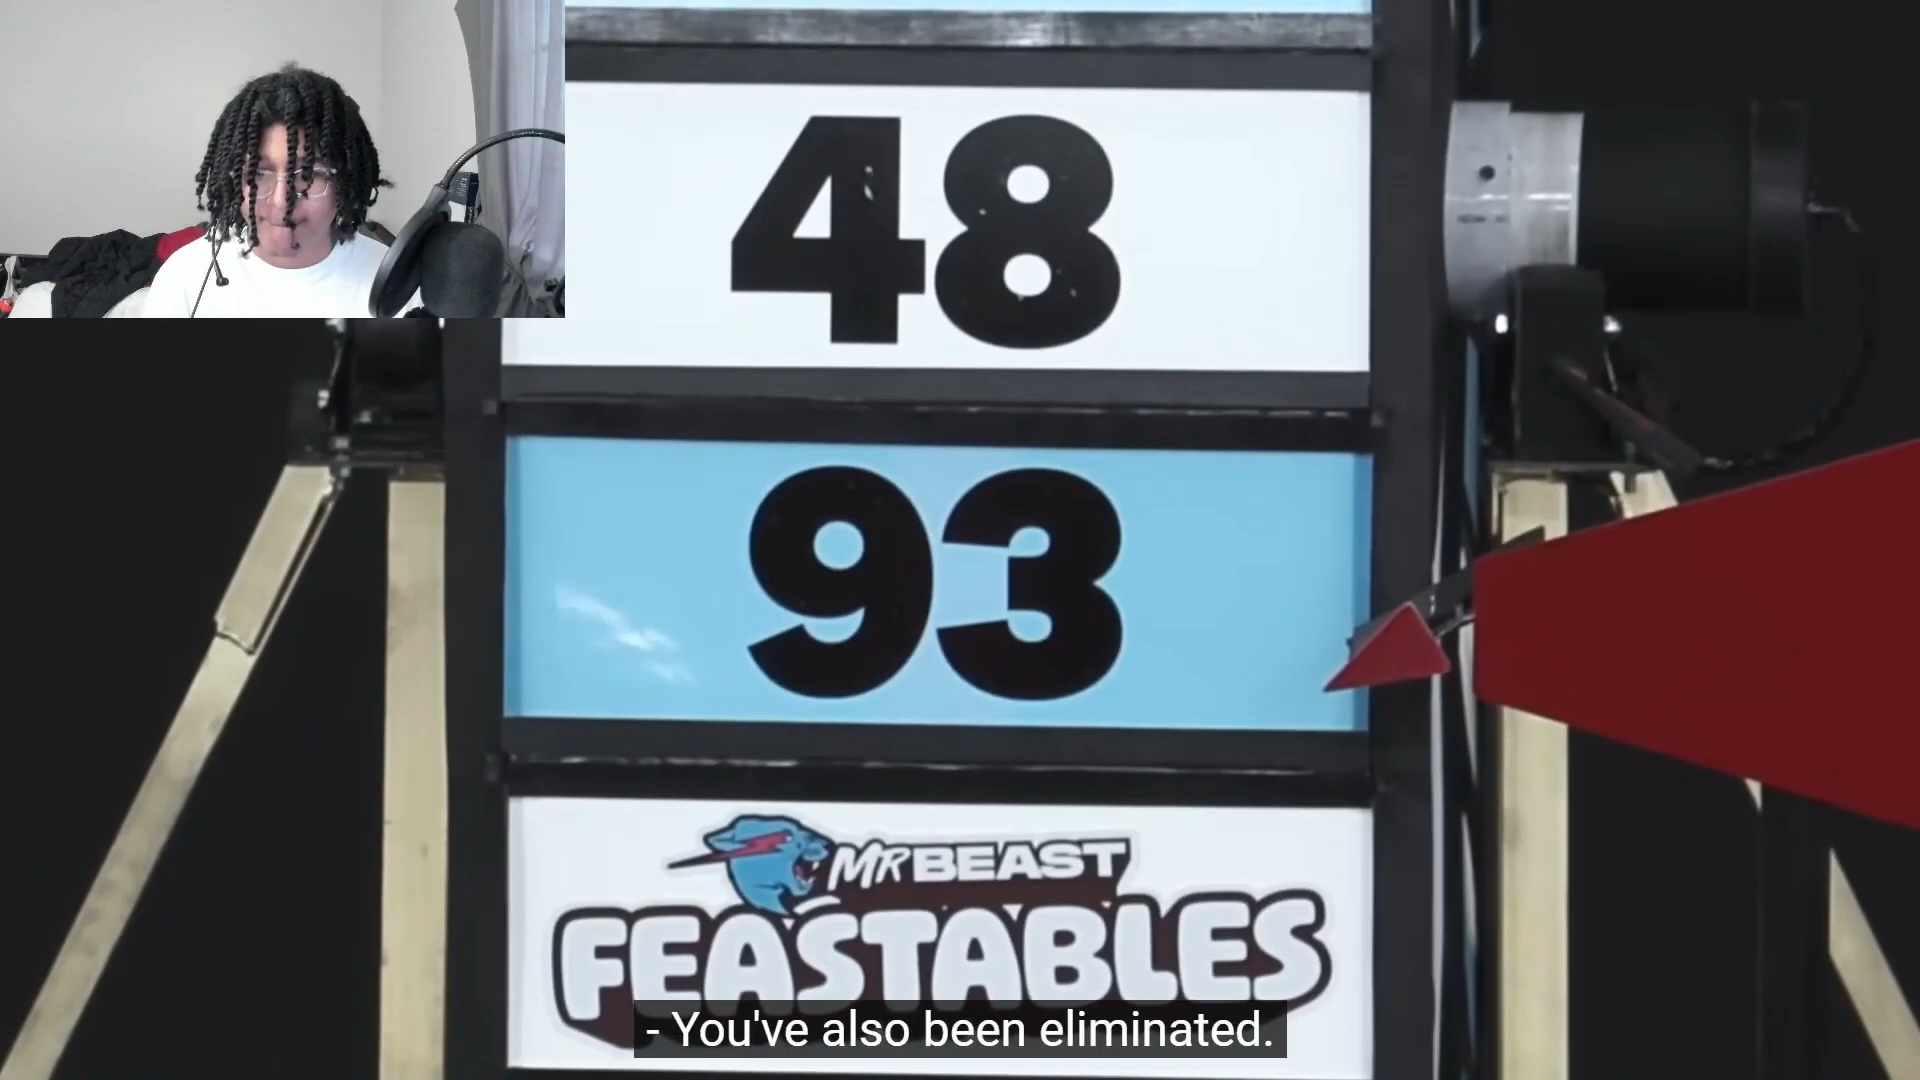 48
93
MRBEAST
FEASTABLES
- You've also been eliminated.